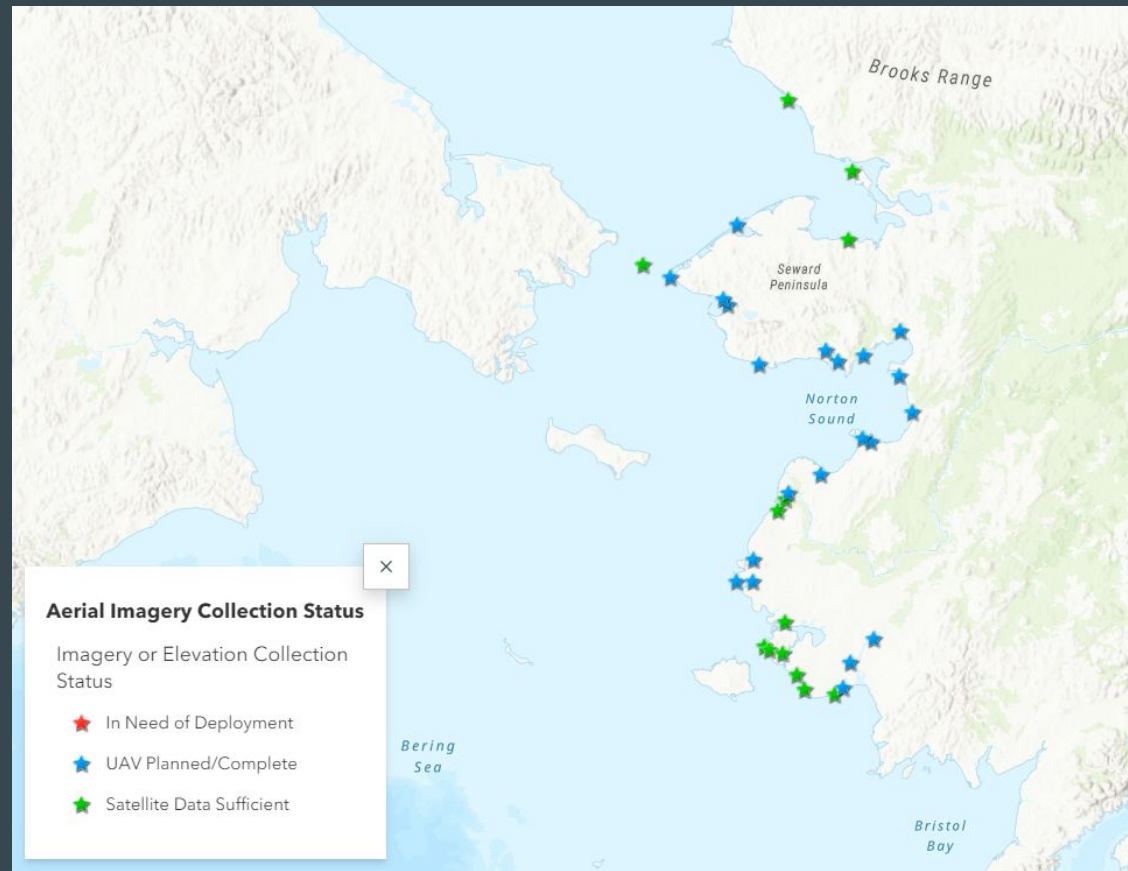 Brooks Range
Seward
Peninsula
Norton
Sound
×
Aerial Imagery Collection Status
Imagery or Elevation Collection
Status
In Need of Deployment
UAV Planned/Complete
Satellite Data Sufficient
Bering
Sea
Bristol
Bay